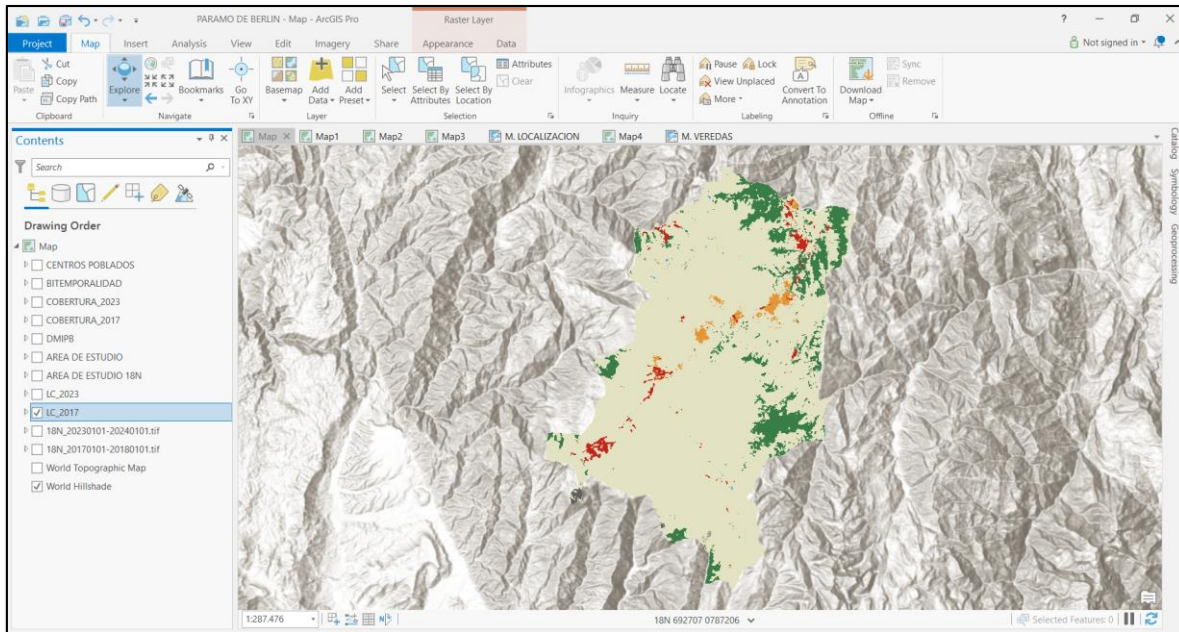 PARAMO DE BERLIN - Map - ArcGIS Pro
Raster Layer
?
Project Map Insert Analysis View Edit Imagery Share Appearance Data
Not signed in
Paste
Cut
Copy
Copy Path
Clipboard
Explore
Bookmarks
Go To XY
Navigate
Basemap
Add Data
Add Preset
Layer
Select
Select By Attributes
Select By Location
Attributes
Clear
Selection
Infographics
Measure
Locate
Inquiry
Pause
Lock
View Unplaced
More
Convert To Annotation
Labeling
Download Map
Sync
Remove
Offline
Contents
Search
Drawing Order
Map
CENTROS POBLADOS
BITEMPORALIDAD
COBERTURA_2023
COBERTURA_2017
DMIPB
AREA DE ESTUDIO
AREA DE ESTUDIO 18N
LC_2023
LC_2017
18N_20230101-20240101.tif
18N_20170101-20180101.tif
World Topographic Map
World Hillshade
Map Map1 Map2 Map3 M. LOCALIZACION Map4 M. VEREDAS
Catalog
Symbology
Geoprocessing
1:287.476
18N 692707 0787206
Selected Features: 0